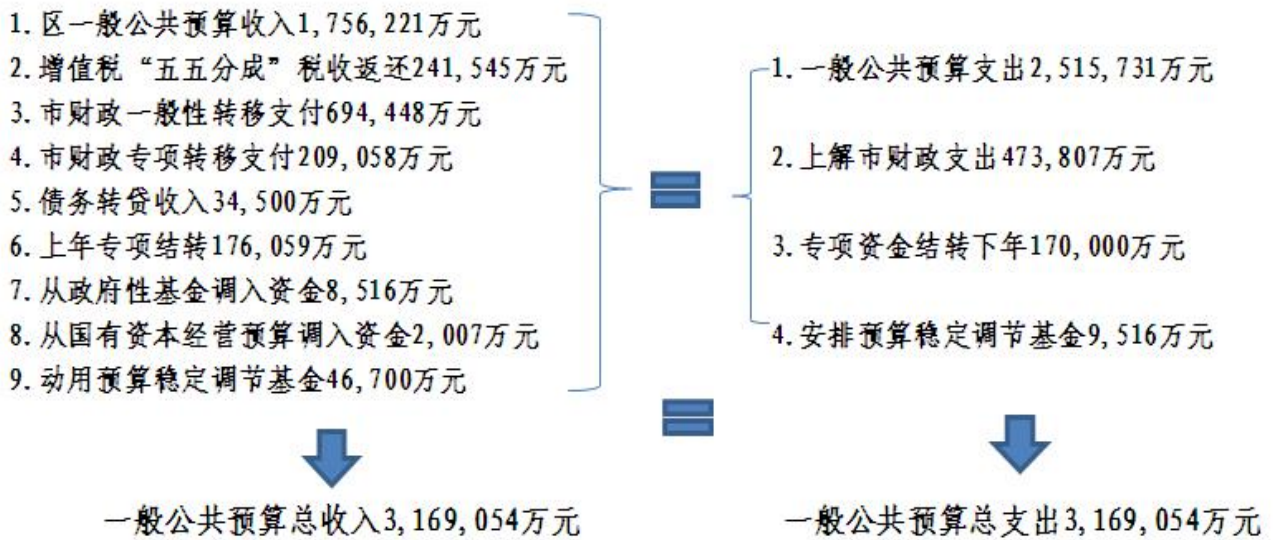 1. 区一般公共预算收入1,756,221万元
2. 增值税“五五分成”税收返还241,545万元
3. 市财政一般性转移支付694,448万元
4. 市财政专项转移支付209,058万元
5. 债务转贷收入34,500万元
6. 上年专项结转176,059万元
7. 从政府性基金调入资金8,516万元
8. 从国有资本经营预算调入资金2,007万元
9. 动用预算稳定调节基金46,700万元
1. 一般公共预算支出2,515,731万元
2. 上解市财政支出473,807万元
3. 专项资金结转下年170,000万元
4. 安排预算稳定调节基金9,516万元
一般公共预算总收入3,169,054万元
一般公共预算总支出3,169,054万元